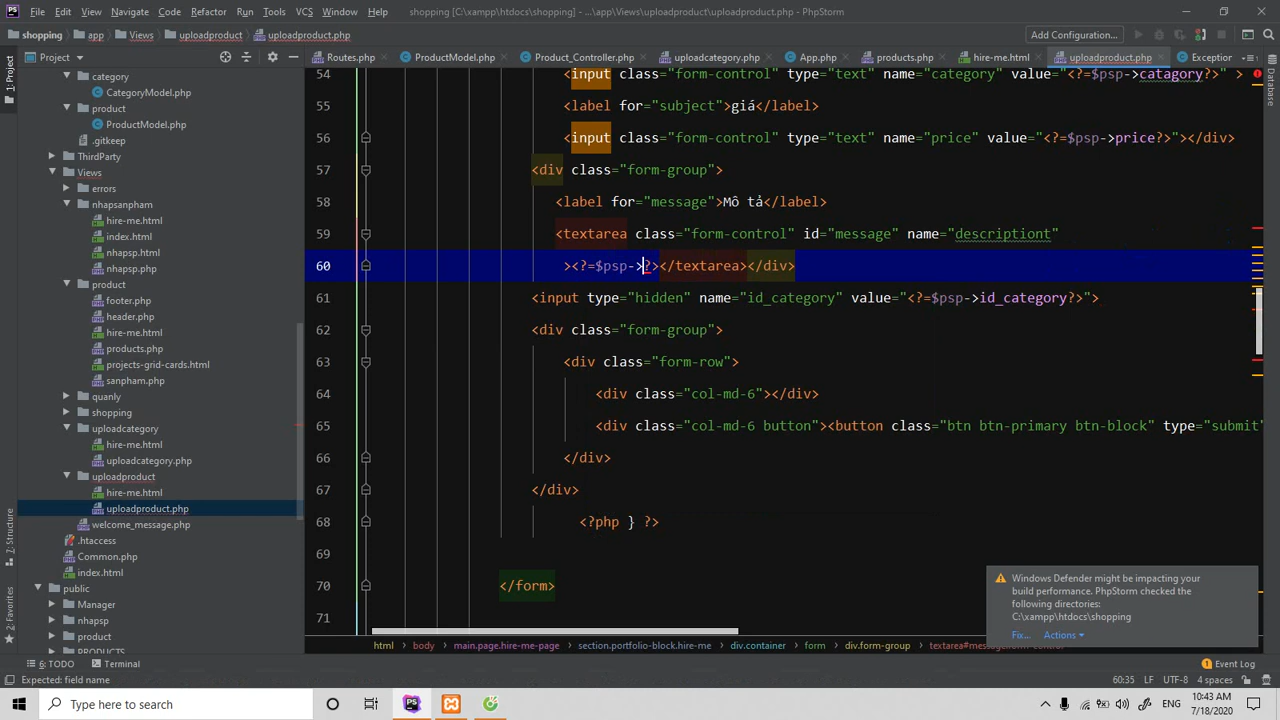 File Edit View Navigate Code Refactor Run Tools VCS Window Help shopping [C:\xampp\htdocs\shopping] - ...\app\Views\uploadproduct\uploadproduct.php - PhpStorm
shopping app Views uploadproduct uploadproduct.php Add Configuration...
Project Routes.php ProductModel.php Product_Controller.php uploadcategory.php App.php products.php hire-me.html uploadproduct.php Exception
1: Project
7: Structure
2: Favorites
Database
category
CategoryModel.php
product
ProductModel.php
.gitkeep
ThirdParty
Views
errors
nhapsanpham
hire-me.html
index.html
nhapsp.html
nhapsp.php
product
footer.php
header.php
hire-me.html
products.php
projects-grid-cards.html
sanpham.php
quanly
shopping
uploadcategory
hire-me.html
uploadcategory.php
uploadproduct
hire-me.html
uploadproduct.php
welcome_message.php
.htaccess
Common.php
index.html
public
Manager
nhapsp
product
54 <input class="form-control" type="text" name="category" value="<?=$psp->catagory?>" >
55 <label for="subject">giá</label>
56 <input class="form-control" type="text" name="price" value="<?=$psp->price?>"></div>
57 <div class="form-group">
58 <label for="message">Mô tả</label>
59 <textarea class="form-control" id="message" name="descriptiont"
60 ><?=$psp->?></textarea></div>
61 <input type="hidden" name="id_category" value="<?=$psp->id_category?>">
62 <div class="form-group">
63 <div class="form-row">
64 <div class="col-md-6"></div>
65 <div class="col-md-6 button"><button class="btn btn-primary btn-block" type="submit"
66 </div>
67 </div>
68 <?php } ?>
69
70 </form>
71
Windows Defender might be impacting your
build performance. PhpStorm checked the
following directories:
C:\xampp\htdocs\shopping
Fix... Actions
html body main.page.hire-me-page section.portfolio-block.hire-me div.container form div.form-group textarea#message.form-control
6: TODO Terminal Event Log
Expected: field name 60:35 LF UTF-8 4 spaces
Type here to search ENG 10:43 AM
7/18/2020